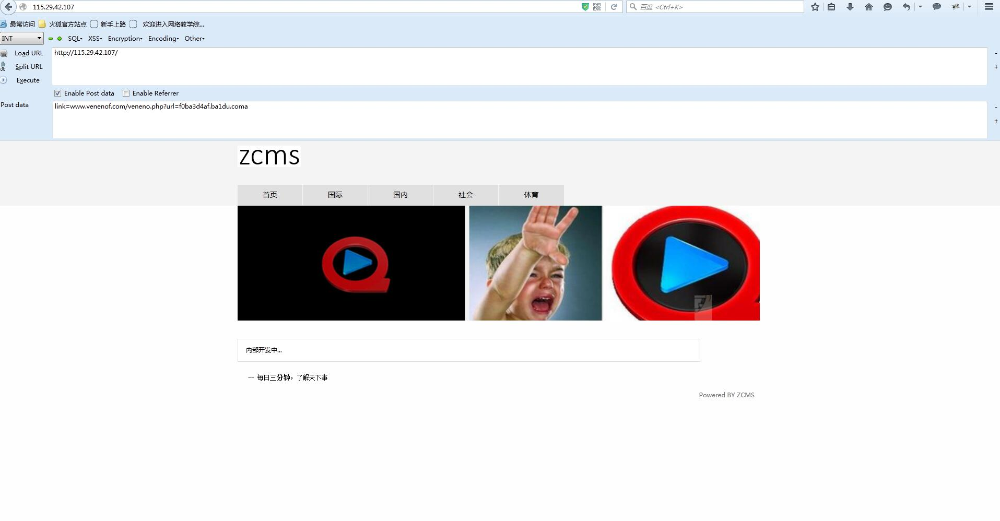 115.29.42.107
百度 <Ctrl+K>
最常访问 火狐官方站点 新手上路 欢迎进入网络教学综...
INT SQL XSS Encryption Encoding Other
Load URL http://115.29.42.107/
Split URL
Execute
Enable Post data Enable Referrer
Post data link=www.venenof.com/veneno.php?url=f0ba3d4af.ba1du.coma
zcms
首页 国际 国内 社会 体育
内部开发中...
-- 每日三分钟，了解天下事
Powered BY ZCMS